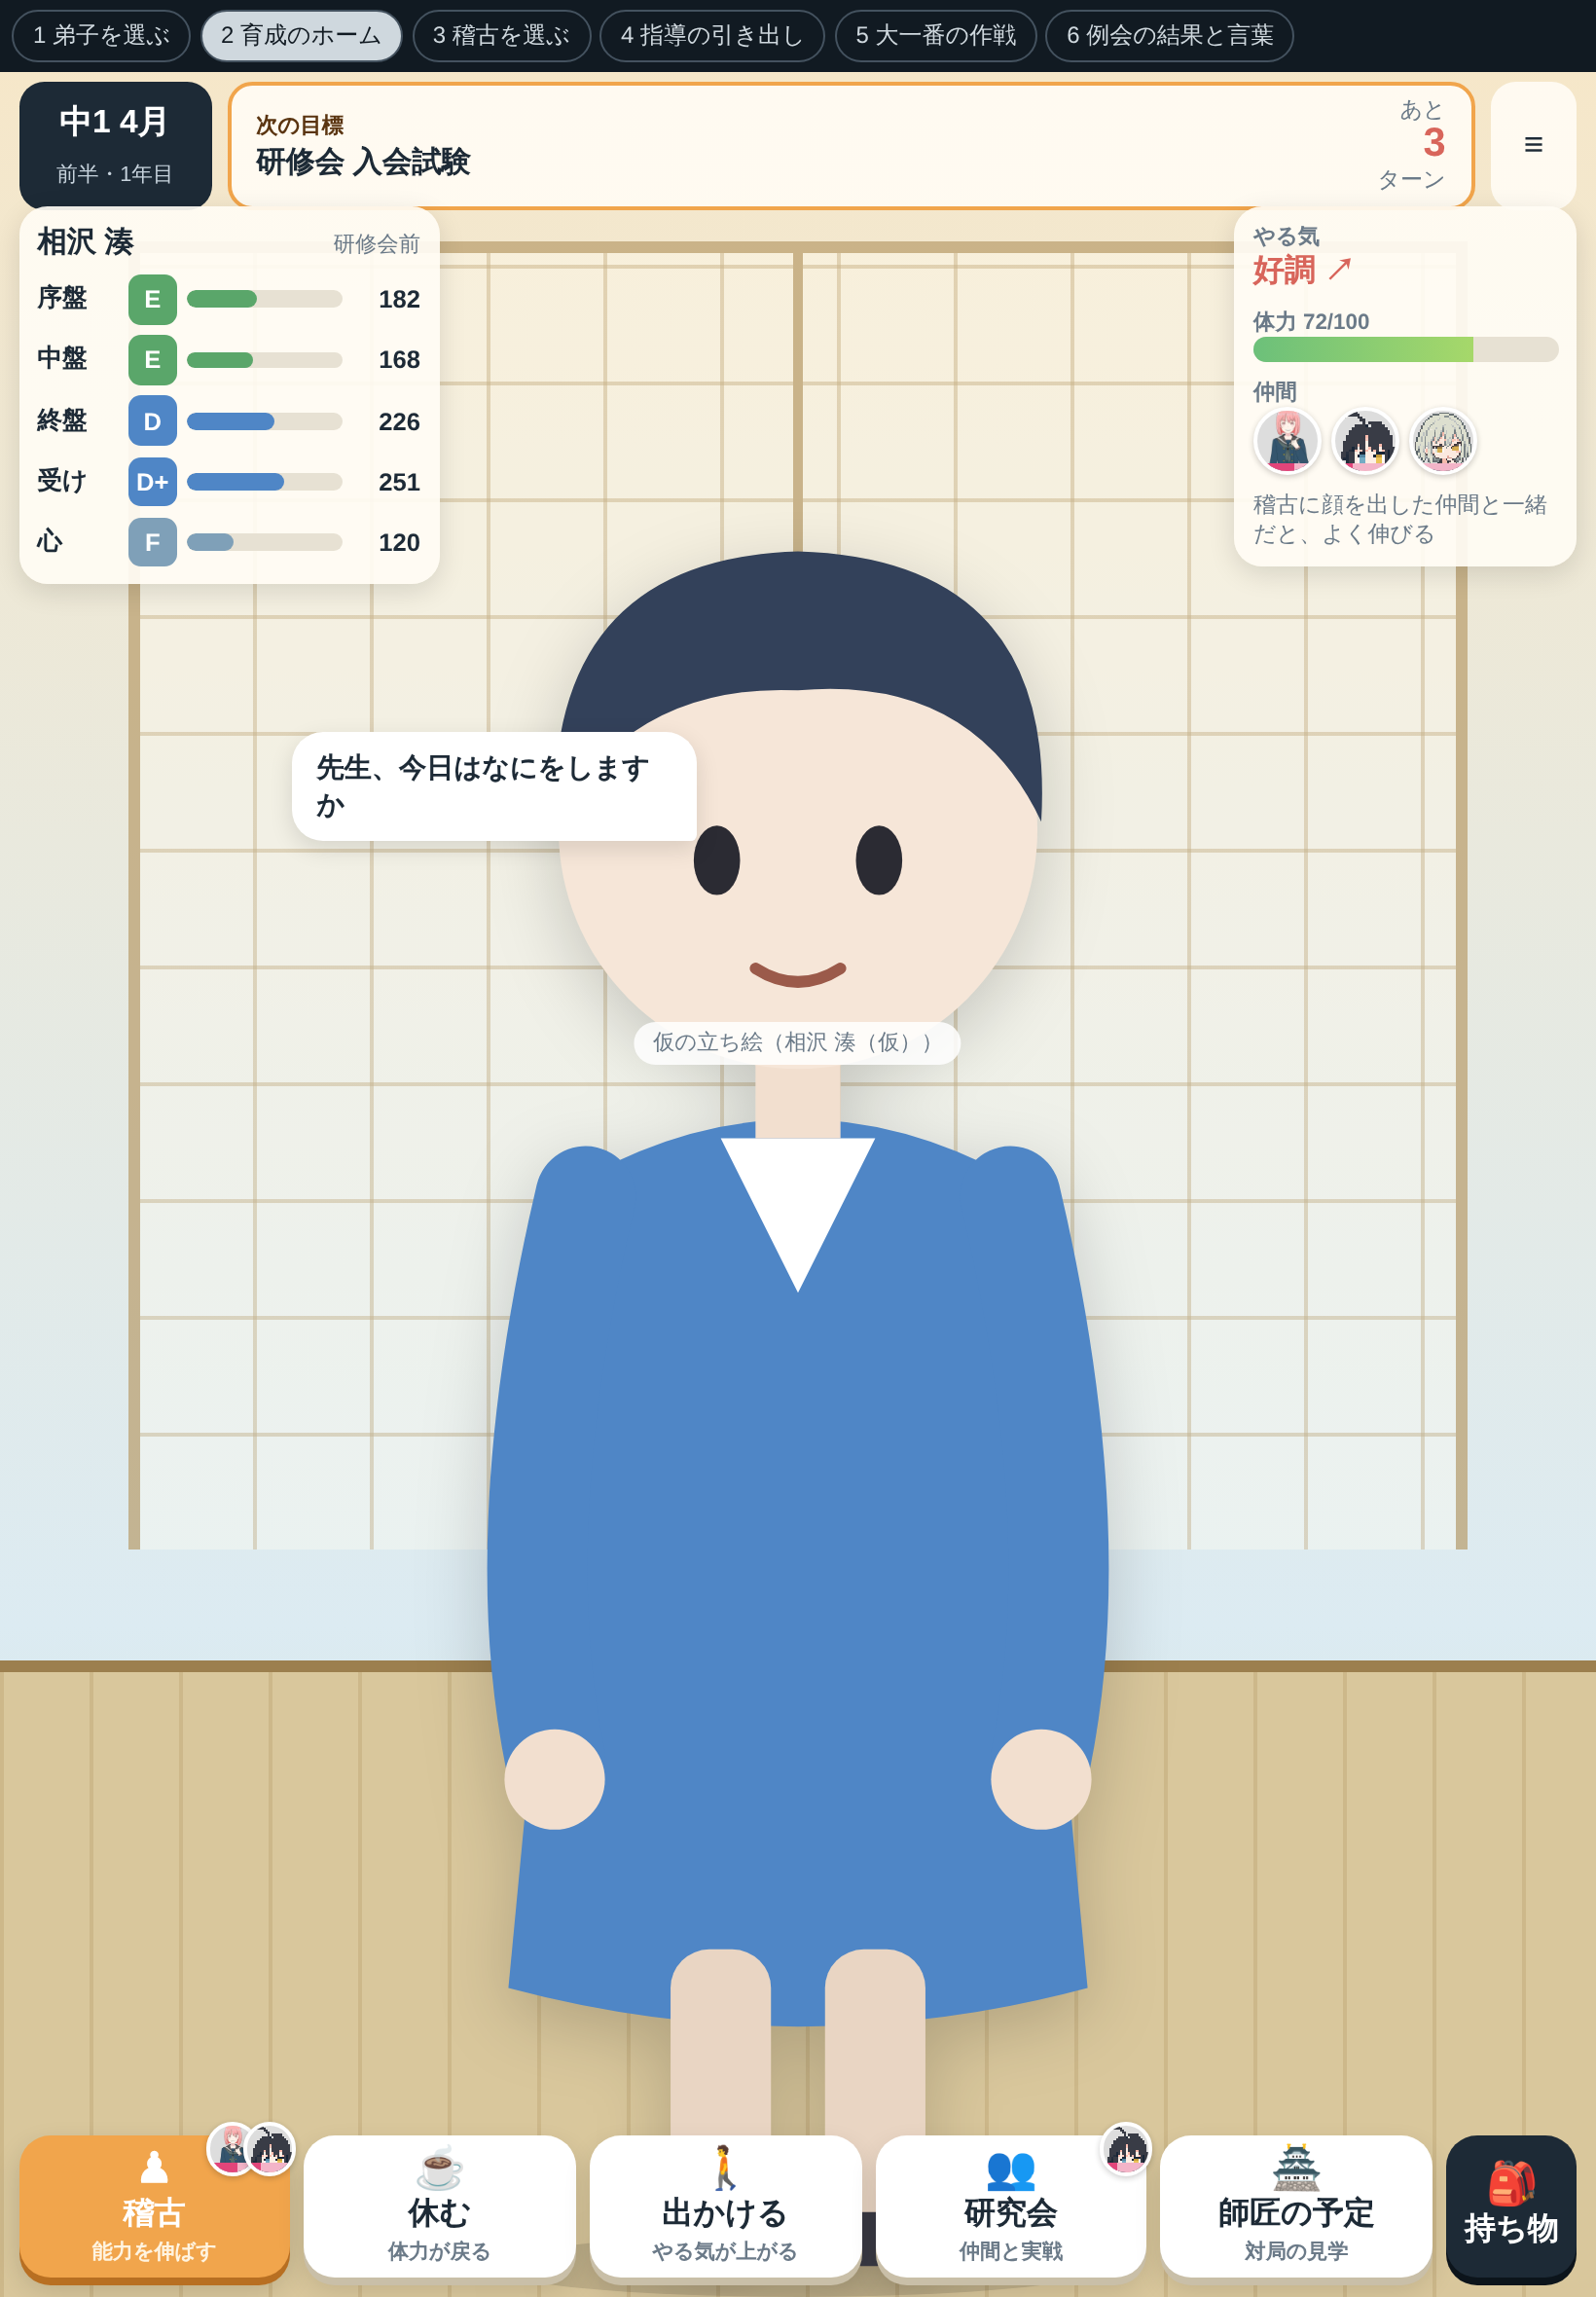 1 弟子を選ぶ
2 育成のホーム
3 稽古を選ぶ
4 指導の引き出し
5 大一番の作戦
6 例会の結果と言葉
中1 4月
前半・1年目
次の目標
研修会 入会試験
あと
3
ターン
≡
相沢 湊
研修会前
序盤 E 182
中盤 E 168
終盤 D 226
受け D+ 251
心 F 120
やる気
好調 ↗
体力 72/100
仲間
稽古に顔を出した仲間と一緒
だと、よく伸びる
先生、今日はなにをします
か
仮の立ち絵（相沢 湊（仮））
稽古
能力を伸ばす
休む
体力が戻る
出かける
やる気が上がる
研究会
仲間と実戦
師匠の予定
対局の見学
持ち物